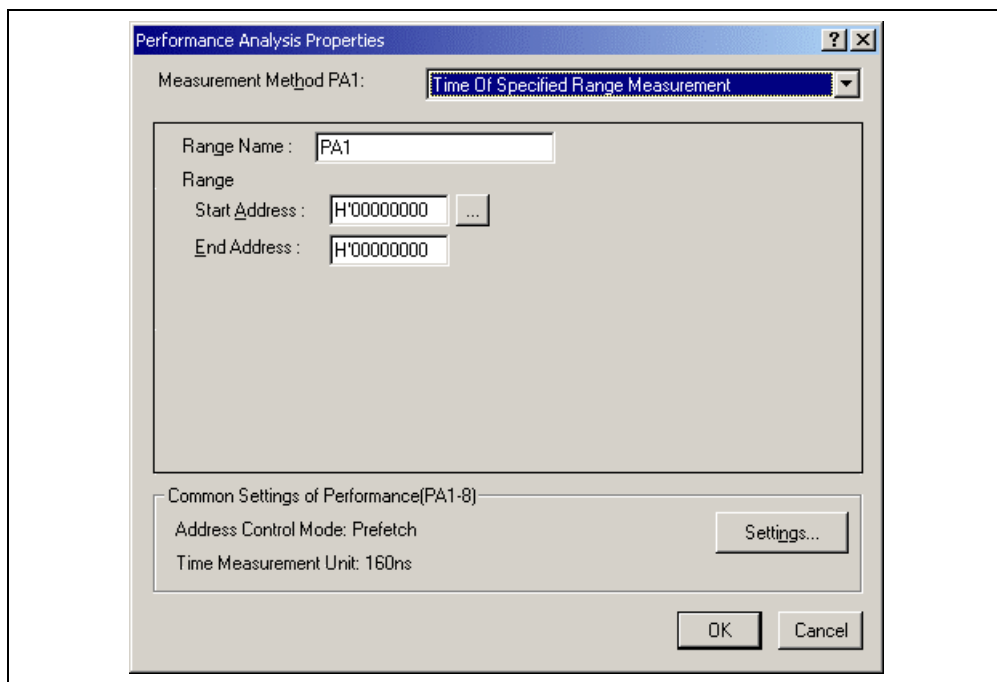 Performance Analysis Properties
Measurement Method PA1: Time Of Specified Range Measurement
Range Name : PA1
Range
Start Address : H'00000000 ...
End Address : H'00000000
Common Settings of Performance(PA1-8)
Address Control Mode: Prefetch
Settings...
Time Measurement Unit: 160ns
OK Cancel